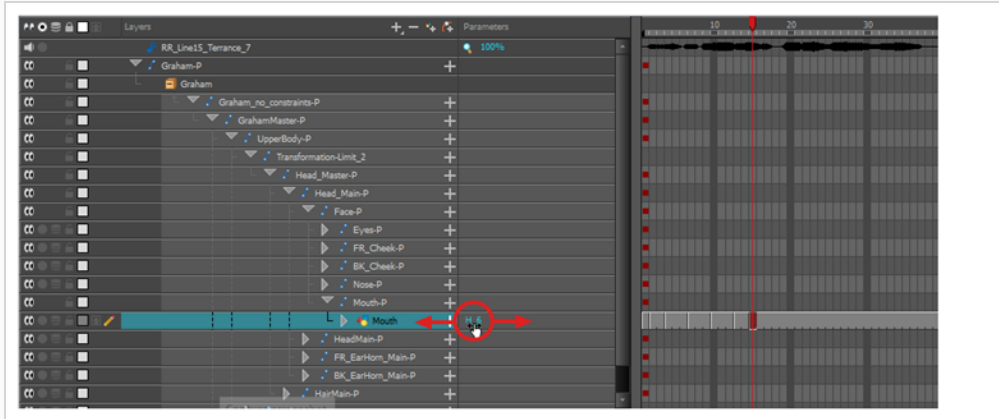 Layers Parameters 10 20 30
RR_Line15_Terrance_7 100%
Graham-P
Graham
Graham_no_constraints-P
GrahamMaster-P
UpperBody-P
Transformation-Limit_2
Head_Master-P
Head_Main-P
Face-P
Eyes-P
FR_Cheek-P
BK_Cheek-P
Nose-P
Mouth-P
Mouth H_6
HeadMain-P
FR_EarHorn_Main-P
BK_EarHorn_Main-P
HairMain-P